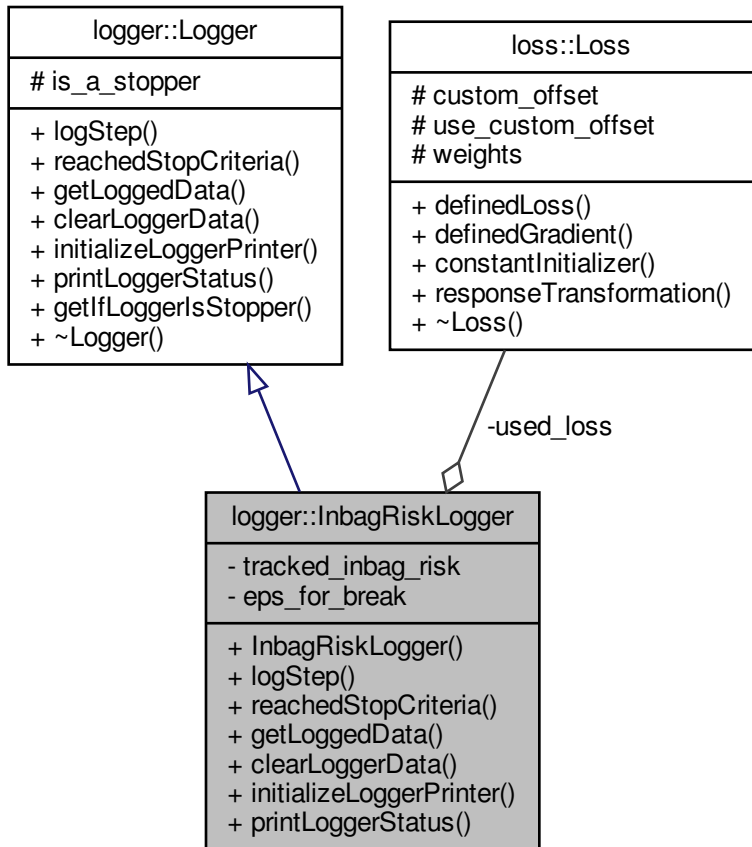 logger::Logger
# is_a_stopper
+ logStep()
+ reachedStopCriteria()
+ getLoggedData()
+ clearLoggerData()
+ initializeLoggerPrinter()
+ printLoggerStatus()
+ getIfLoggerIsStopper()
+ ~Logger()
loss::Loss
# custom_offset
# use_custom_offset
# weights
+ definedLoss()
+ definedGradient()
+ constantInitializer()
+ responseTransformation()
+ ~Loss()
-used_loss
logger::InbagRiskLogger
- tracked_inbag_risk
- eps_for_break
+ InbagRiskLogger()
+ logStep()
+ reachedStopCriteria()
+ getLoggedData()
+ clearLoggerData()
+ initializeLoggerPrinter()
+ printLoggerStatus()